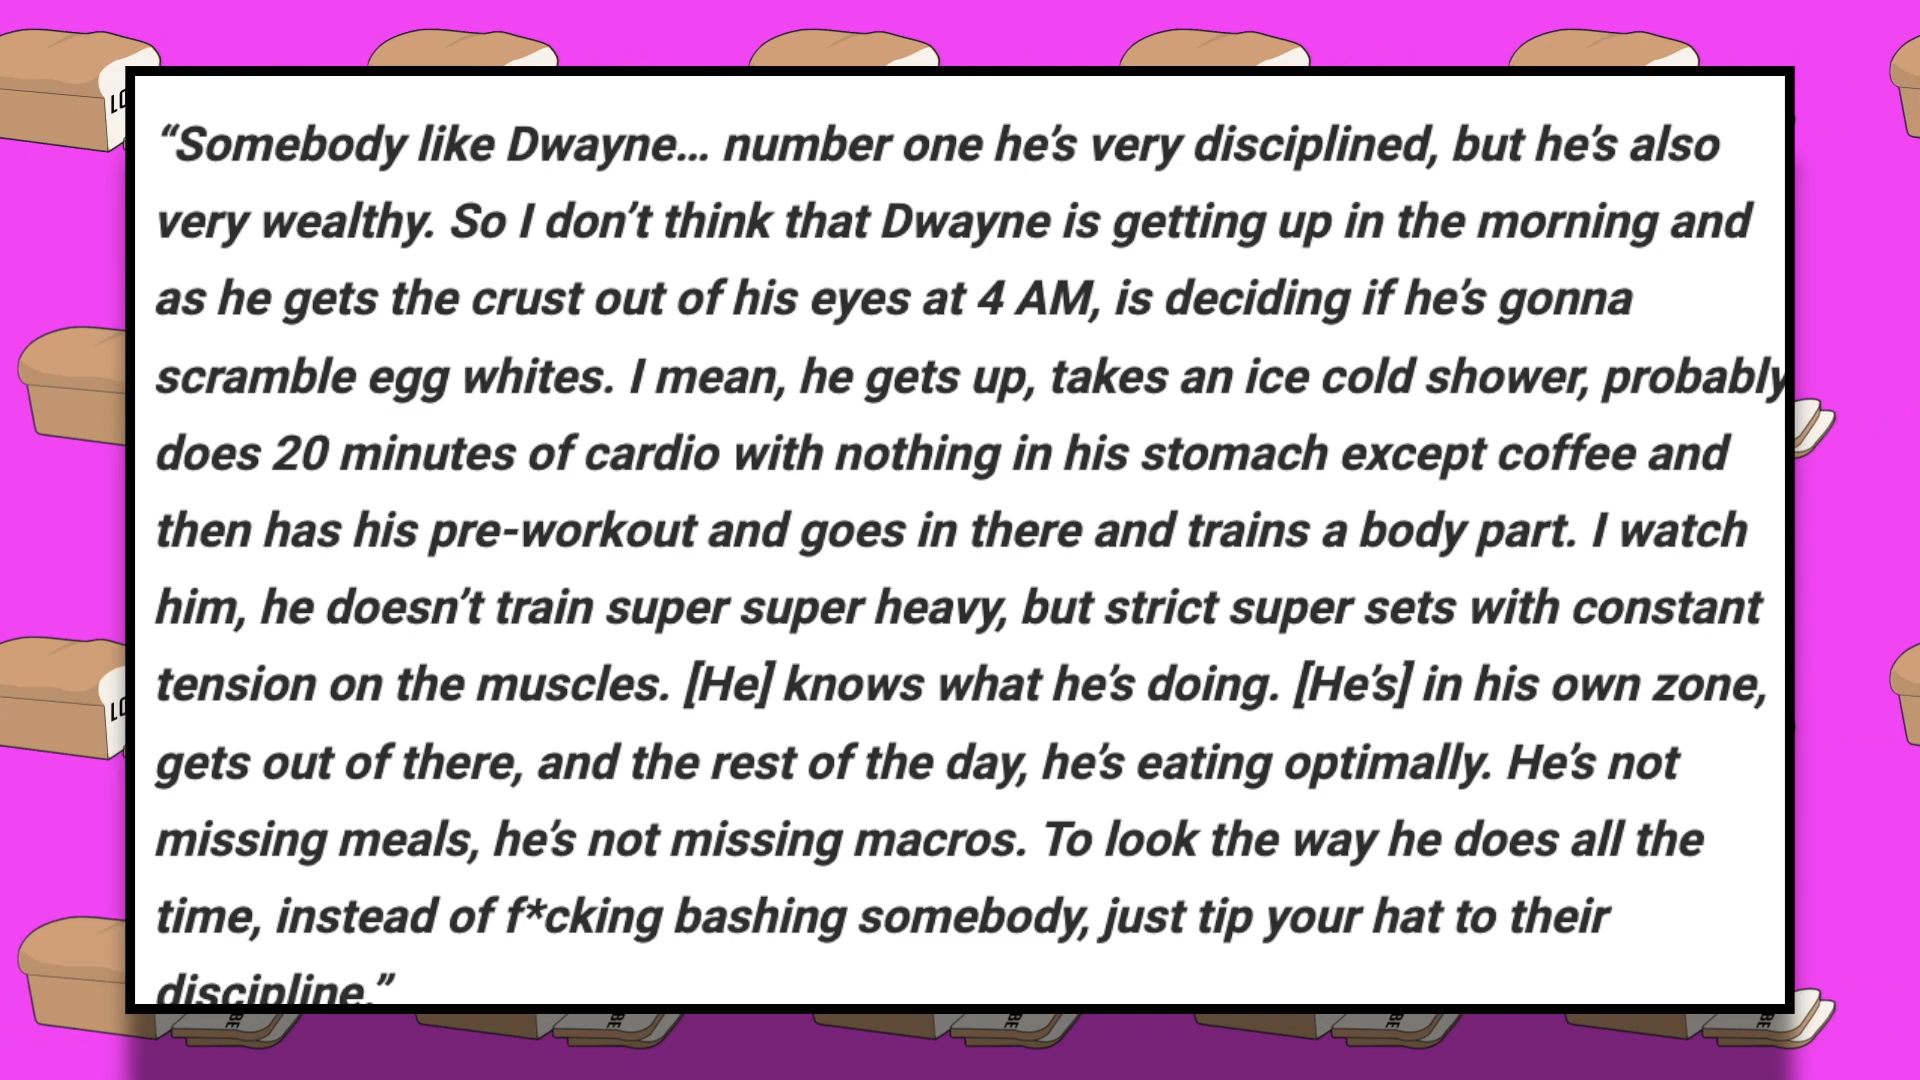 “Somebody like Dwayne... number one he’s very disciplined, but he’s also
very wealthy. So I don’t think that Dwayne is getting up in the morning and
as he gets the crust out of his eyes at 4 AM, is deciding if he’s gonna
scramble egg whites. I mean, he gets up, takes an ice cold shower, probably
does 20 minutes of cardio with nothing in his stomach except coffee and
then has his pre-workout and goes in there and trains a body part. I watch
him, he doesn’t train super super heavy, but strict super sets with constant
tension on the muscles. [He] knows what he’s doing. [He’s] in his own zone,
gets out of there, and the rest of the day, he’s eating optimally. He’s not
missing meals, he’s not missing macros. To look the way he does all the
time, instead of f*cking bashing somebody, just tip your hat to their
discipline.”